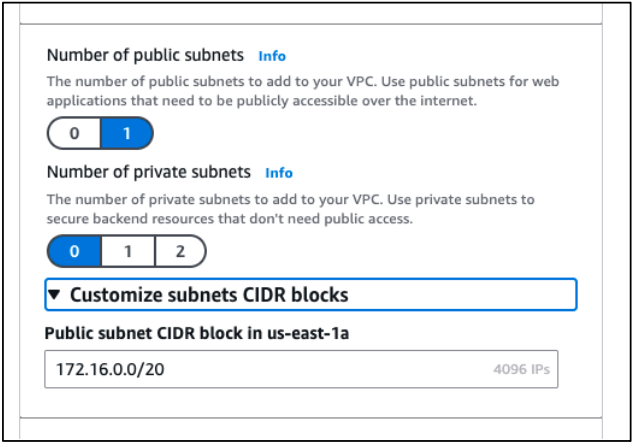 Number of public subnets Info
The number of public subnets to add to your VPC. Use public subnets for web
applications that need to be publicly accessible over the internet.
0 1
Number of private subnets Info
The number of private subnets to add to your VPC. Use private subnets to
secure backend resources that don't need public access.
0 1 2
▼ Customize subnets CIDR blocks
Public subnet CIDR block in us-east-1a
172.16.0.0/20 4096 IPs